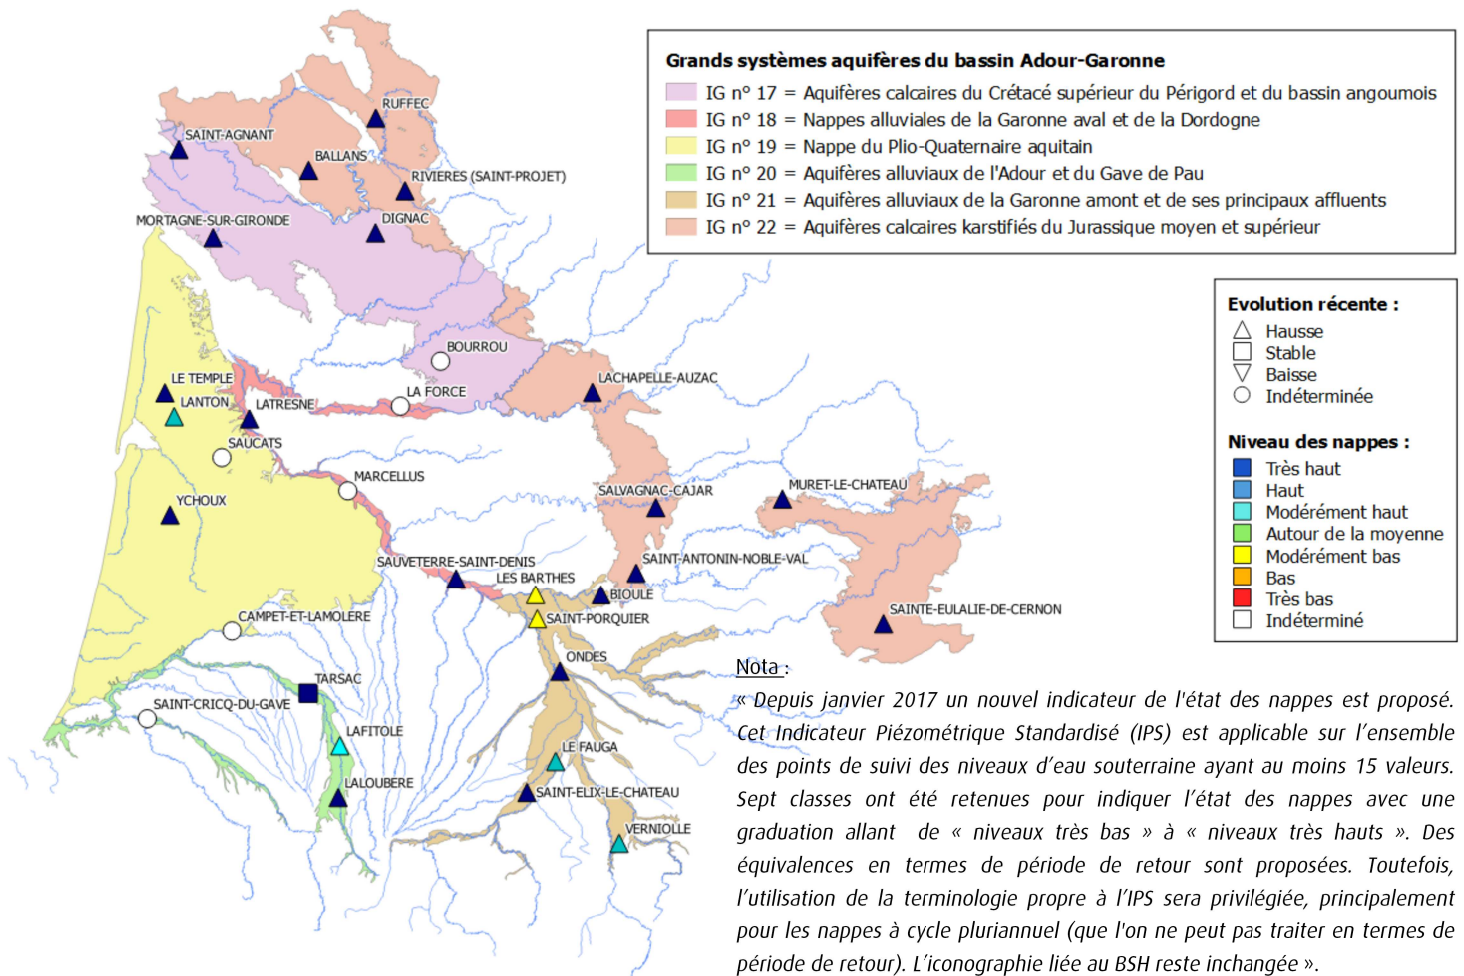 Grands systèmes aquifères du bassin Adour-Garonne
IG n° 17 = Aquifères calcaires du Crétacé supérieur du Périgord et du bassin angoumois
IG n° 18 = Nappes alluviales de la Garonne aval et de la Dordogne
IG n° 19 = Nappe du Plio-Quaternaire aquitain
IG n° 20 = Aquifères alluviaux de l'Adour et du Gave de Pau
IG n° 21 = Aquifères alluviaux de la Garonne amont et de ses principaux affluents
IG n° 22 = Aquifères calcaires karstifiés du Jurassique moyen et supérieur
RUFFEC
SAINT-AGNANT
BALLANS
RIVIERES (SAINT-PROJET)
MORTAGNE-SUR-GIRONDE
DIGNAC
BOURROU
LE TEMPLE
LACHAPELLE-AUZAC
LANTON
LATRESNE
LA FORCE
SAUCATS
MARCELLUS
YCHOUX
SALVAGNAC-CAJAR
MURET-LE-CHATEAU
SAUVETERRE-SAINT-DENIS
SAINT-ANTONIN-NOBLE-VAL
LES BARTHES
BIOULE
SAINTE-EULALIE-DE-CERNON
CAMPET-ET-LAMOLERE
SAINT-PORQUIER
ONDES
TARSAC
SAINT-CRICQ-DU-GAVE
LAFITOLE
LE FAUGA
LALOUBERE
SAINT-ELIX-LE-CHATEAU
VERNIOLLE
Evolution récente :
Hausse
Stable
Baisse
Indéterminée
Niveau des nappes :
Très haut
Haut
Modérément haut
Autour de la moyenne
Modérément bas
Bas
Très bas
Indéterminé
Nota :
« Depuis janvier 2017 un nouvel indicateur de l'état des nappes est proposé.
Cet Indicateur Piézométrique Standardisé (IPS) est applicable sur l'ensemble
des points de suivi des niveaux d'eau souterraine ayant au moins 15 valeurs.
Sept classes ont été retenues pour indiquer l'état des nappes avec une
graduation allant de « niveaux très bas » à « niveaux très hauts ». Des
équivalences en termes de période de retour sont proposées. Toutefois,
l'utilisation de la terminologie propre à l'IPS sera privilégiée, principalement
pour les nappes à cycle pluriannuel (que l'on ne peut pas traiter en termes de
période de retour). L'iconographie liée au BSH reste inchangée ».